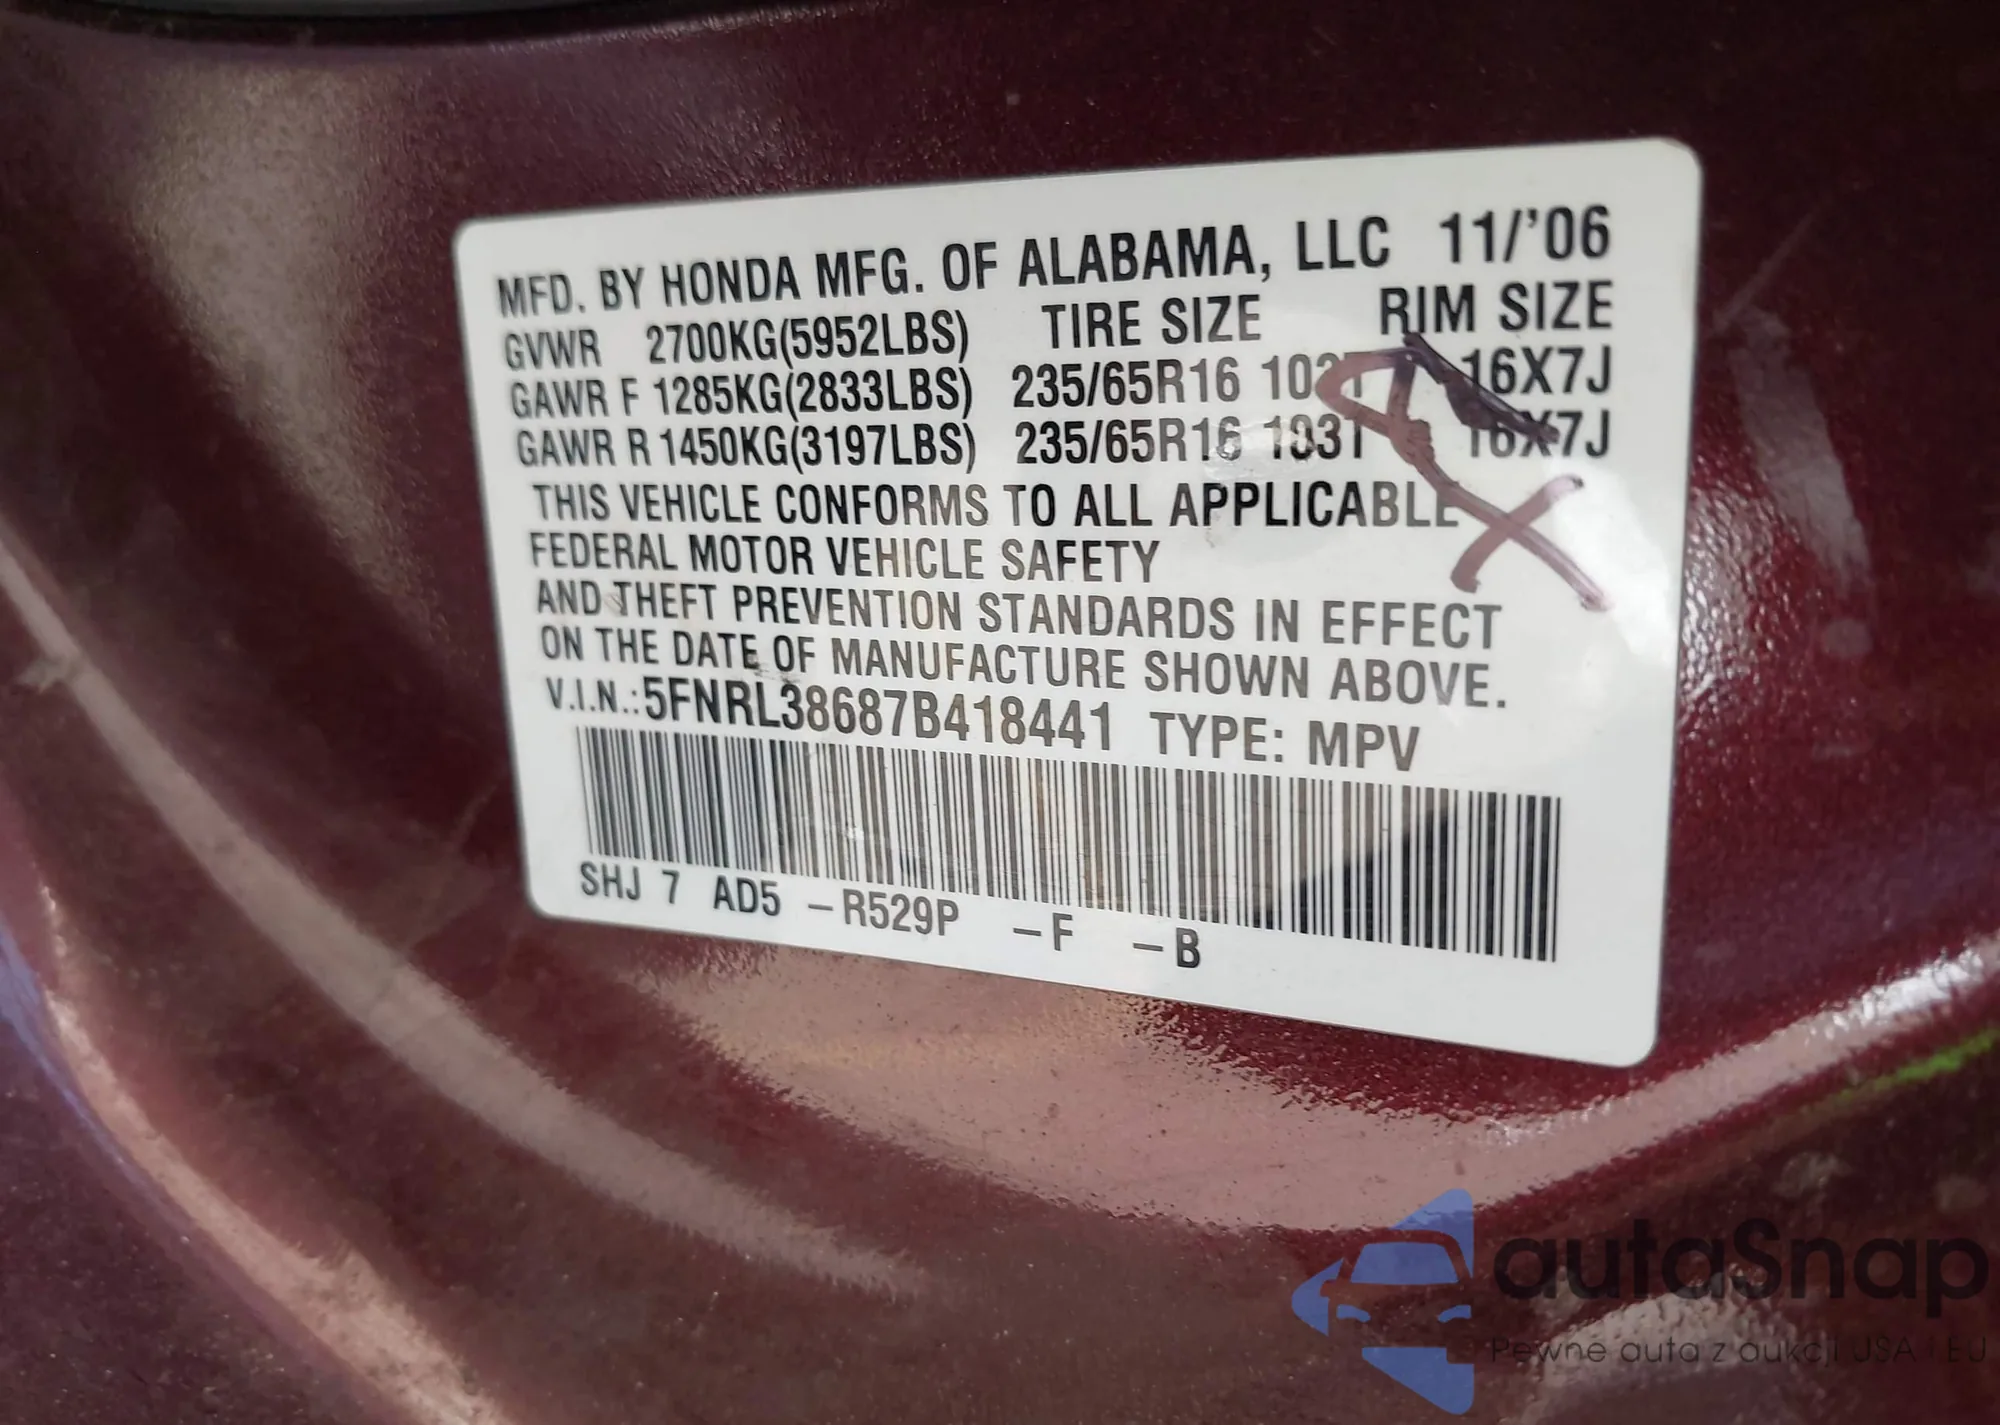 MFD. BY HONDA MFG. OF ALABAMA, LLC 11/'06
GVWR 2700KG(5952LBS) TIRE SIZE RIM SIZE
GAWR F 1285KG(2833LBS) 235/65R16 103T 16X7J
GAWR R 1450KG(3197LBS) 235/65R16 103T 16X7J
THIS VEHICLE CONFORMS TO ALL APPLICABLE
FEDERAL MOTOR VEHICLE SAFETY
AND THEFT PREVENTION STANDARDS IN EFFECT
ON THE DATE OF MANUFACTURE SHOWN ABOVE.
V.I.N.:5FNRL38687B418441 TYPE: MPV
SHJ 7 AD5 –R529P –F –B
autaSnap
Pewne auta z aukcji USA i EU